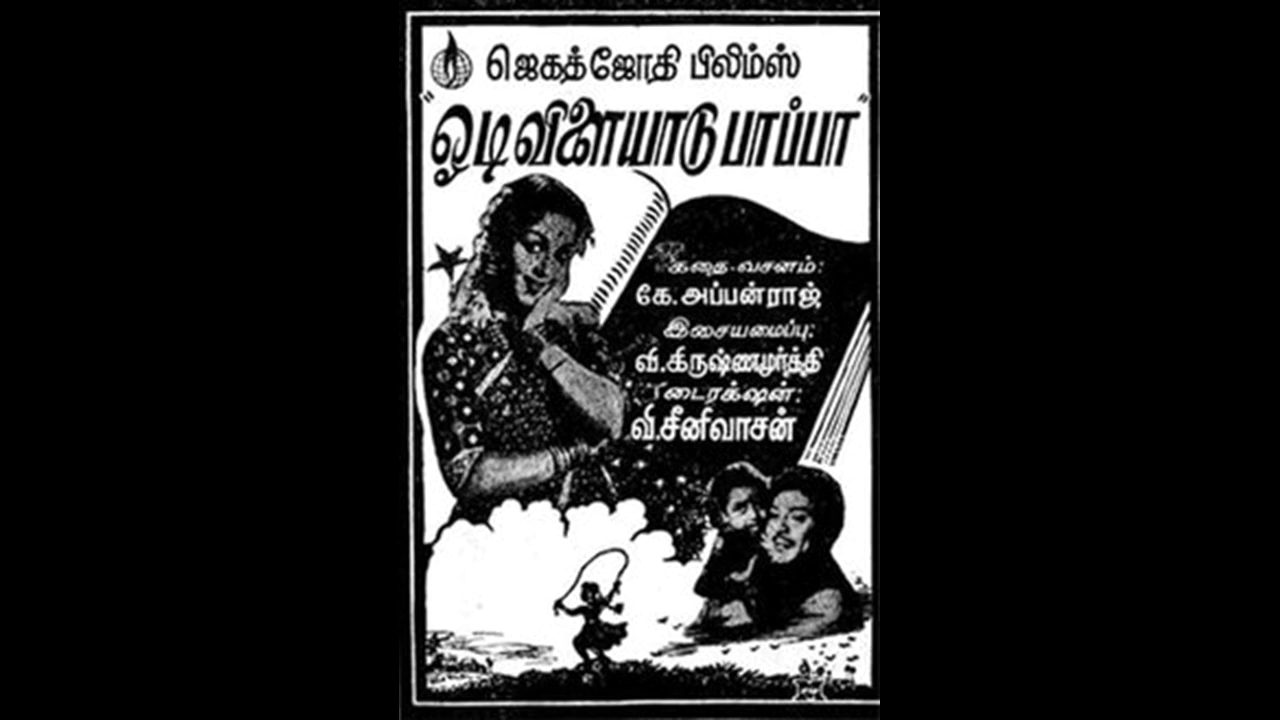 ஜெகத்ஜோதி பிலிம்ஸ்
"ஓடி விளையாடு பாப்பா"
கதை-வசனம்:
கே.அப்பன்ராஜ்
இசையமைப்பு:
வி.கிருஷ்ணமூர்த்தி
டைரக்ஷன்:
வி.சீனிவாசன்